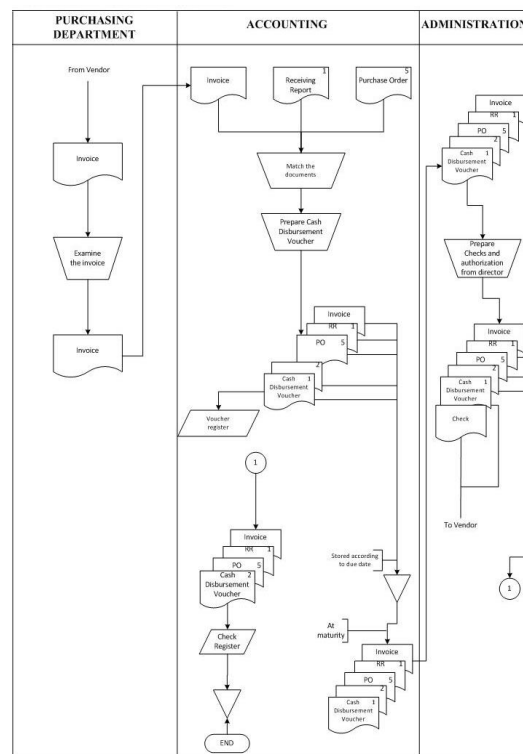 PURCHASING
DEPARTMENT
From Vendor
Invoice
Examine
the invoice
Invoice
ACCOUNTING
Invoice
1
Receiving
Report
5
Purchase Order
Match the
documents
Prepare Cash
Disbursement
Voucher
Invoice
RR 1
PO 5
2
Cash 1
Disbursement
Voucher
Voucher
register
1
Invoice
RR 1
PO 5
Cash 2
Disbursement
Voucher
Check
Register
END
Stored according
to due date
At
maturity
Invoice
RR 1
PO 5
2
Cash 1
Disbursement
Voucher
ADMINISTRATION
Invoice
RR 1
PO 5
2
Cash 1
Disbursement
Voucher
Prepare
Checks and
authorization
from director
Invoice
RR 1
PO 5
2
Cash 1
Disbursement
Voucher
Check
To Vendor
1